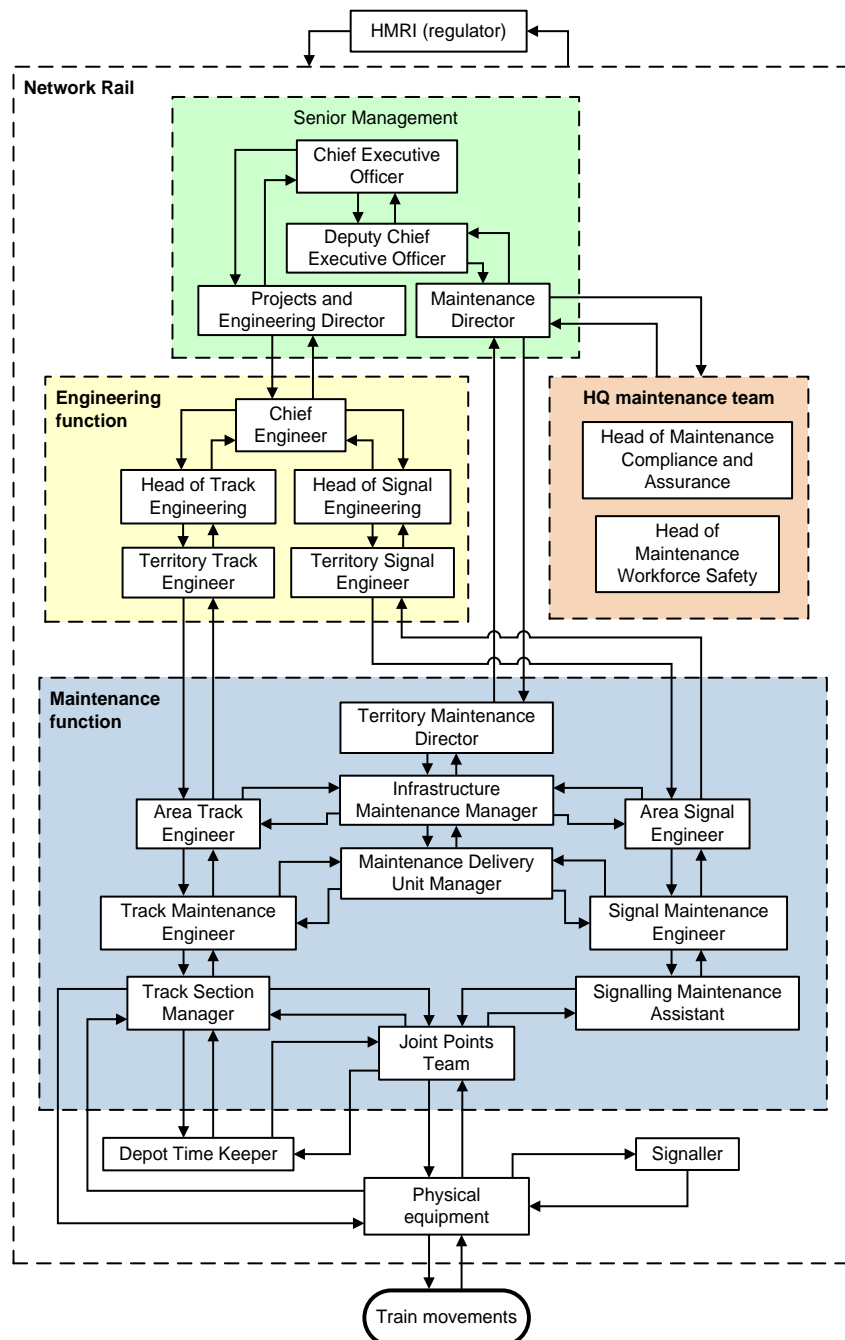 HMRI (regulator)
Network Rail
Senior Management
Chief Executive
Officer
Deputy Chief
Executive Officer
Projects and
Engineering Director
Maintenance
Director
Engineering
function
Chief
Engineer
Head of Track
Engineering
Head of Signal
Engineering
Territory Track
Engineer
Territory Signal
Engineer
HQ maintenance team
Head of Maintenance
Compliance and
Assurance
Head of
Maintenance
Workforce Safety
Maintenance
function
Territory Maintenance
Director
Infrastructure
Maintenance Manager
Area Track
Engineer
Area Signal
Engineer
Maintenance Delivery
Unit Manager
Track Maintenance
Engineer
Signal Maintenance
Engineer
Track Section
Manager
Signalling Maintenance
Assistant
Joint Points
Team
Depot Time Keeper
Signaller
Physical
equipment
Train movements